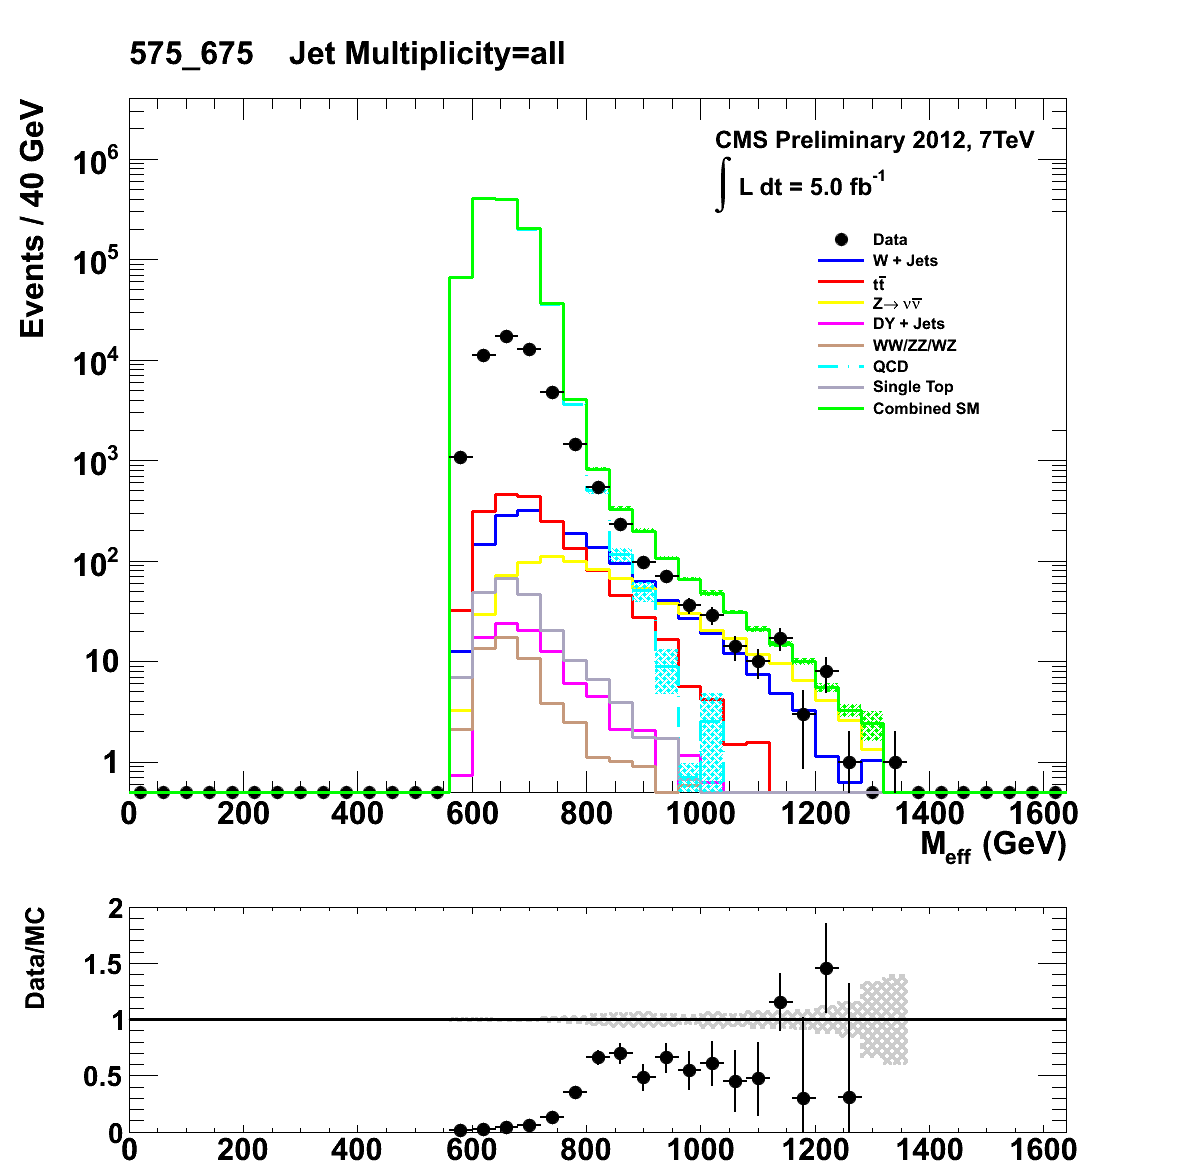 575_675 Jet Multiplicity=all
Events / 40 GeV
10^6
10^5
10^4
10^3
10^2
10
1
CMS Preliminary 2012, 7TeV
∫ L dt = 5.0 fb^-1
Data
W + Jets
tt̅
Z→ νν̅
DY + Jets
WW/ZZ/WZ
QCD
Single Top
Combined SM
0 200 400 600 800 1000 1200 1400 1600
M_eff (GeV)
Data/MC
2
1.5
1
0.5
0
0 200 400 600 800 1000 1200 1400 1600